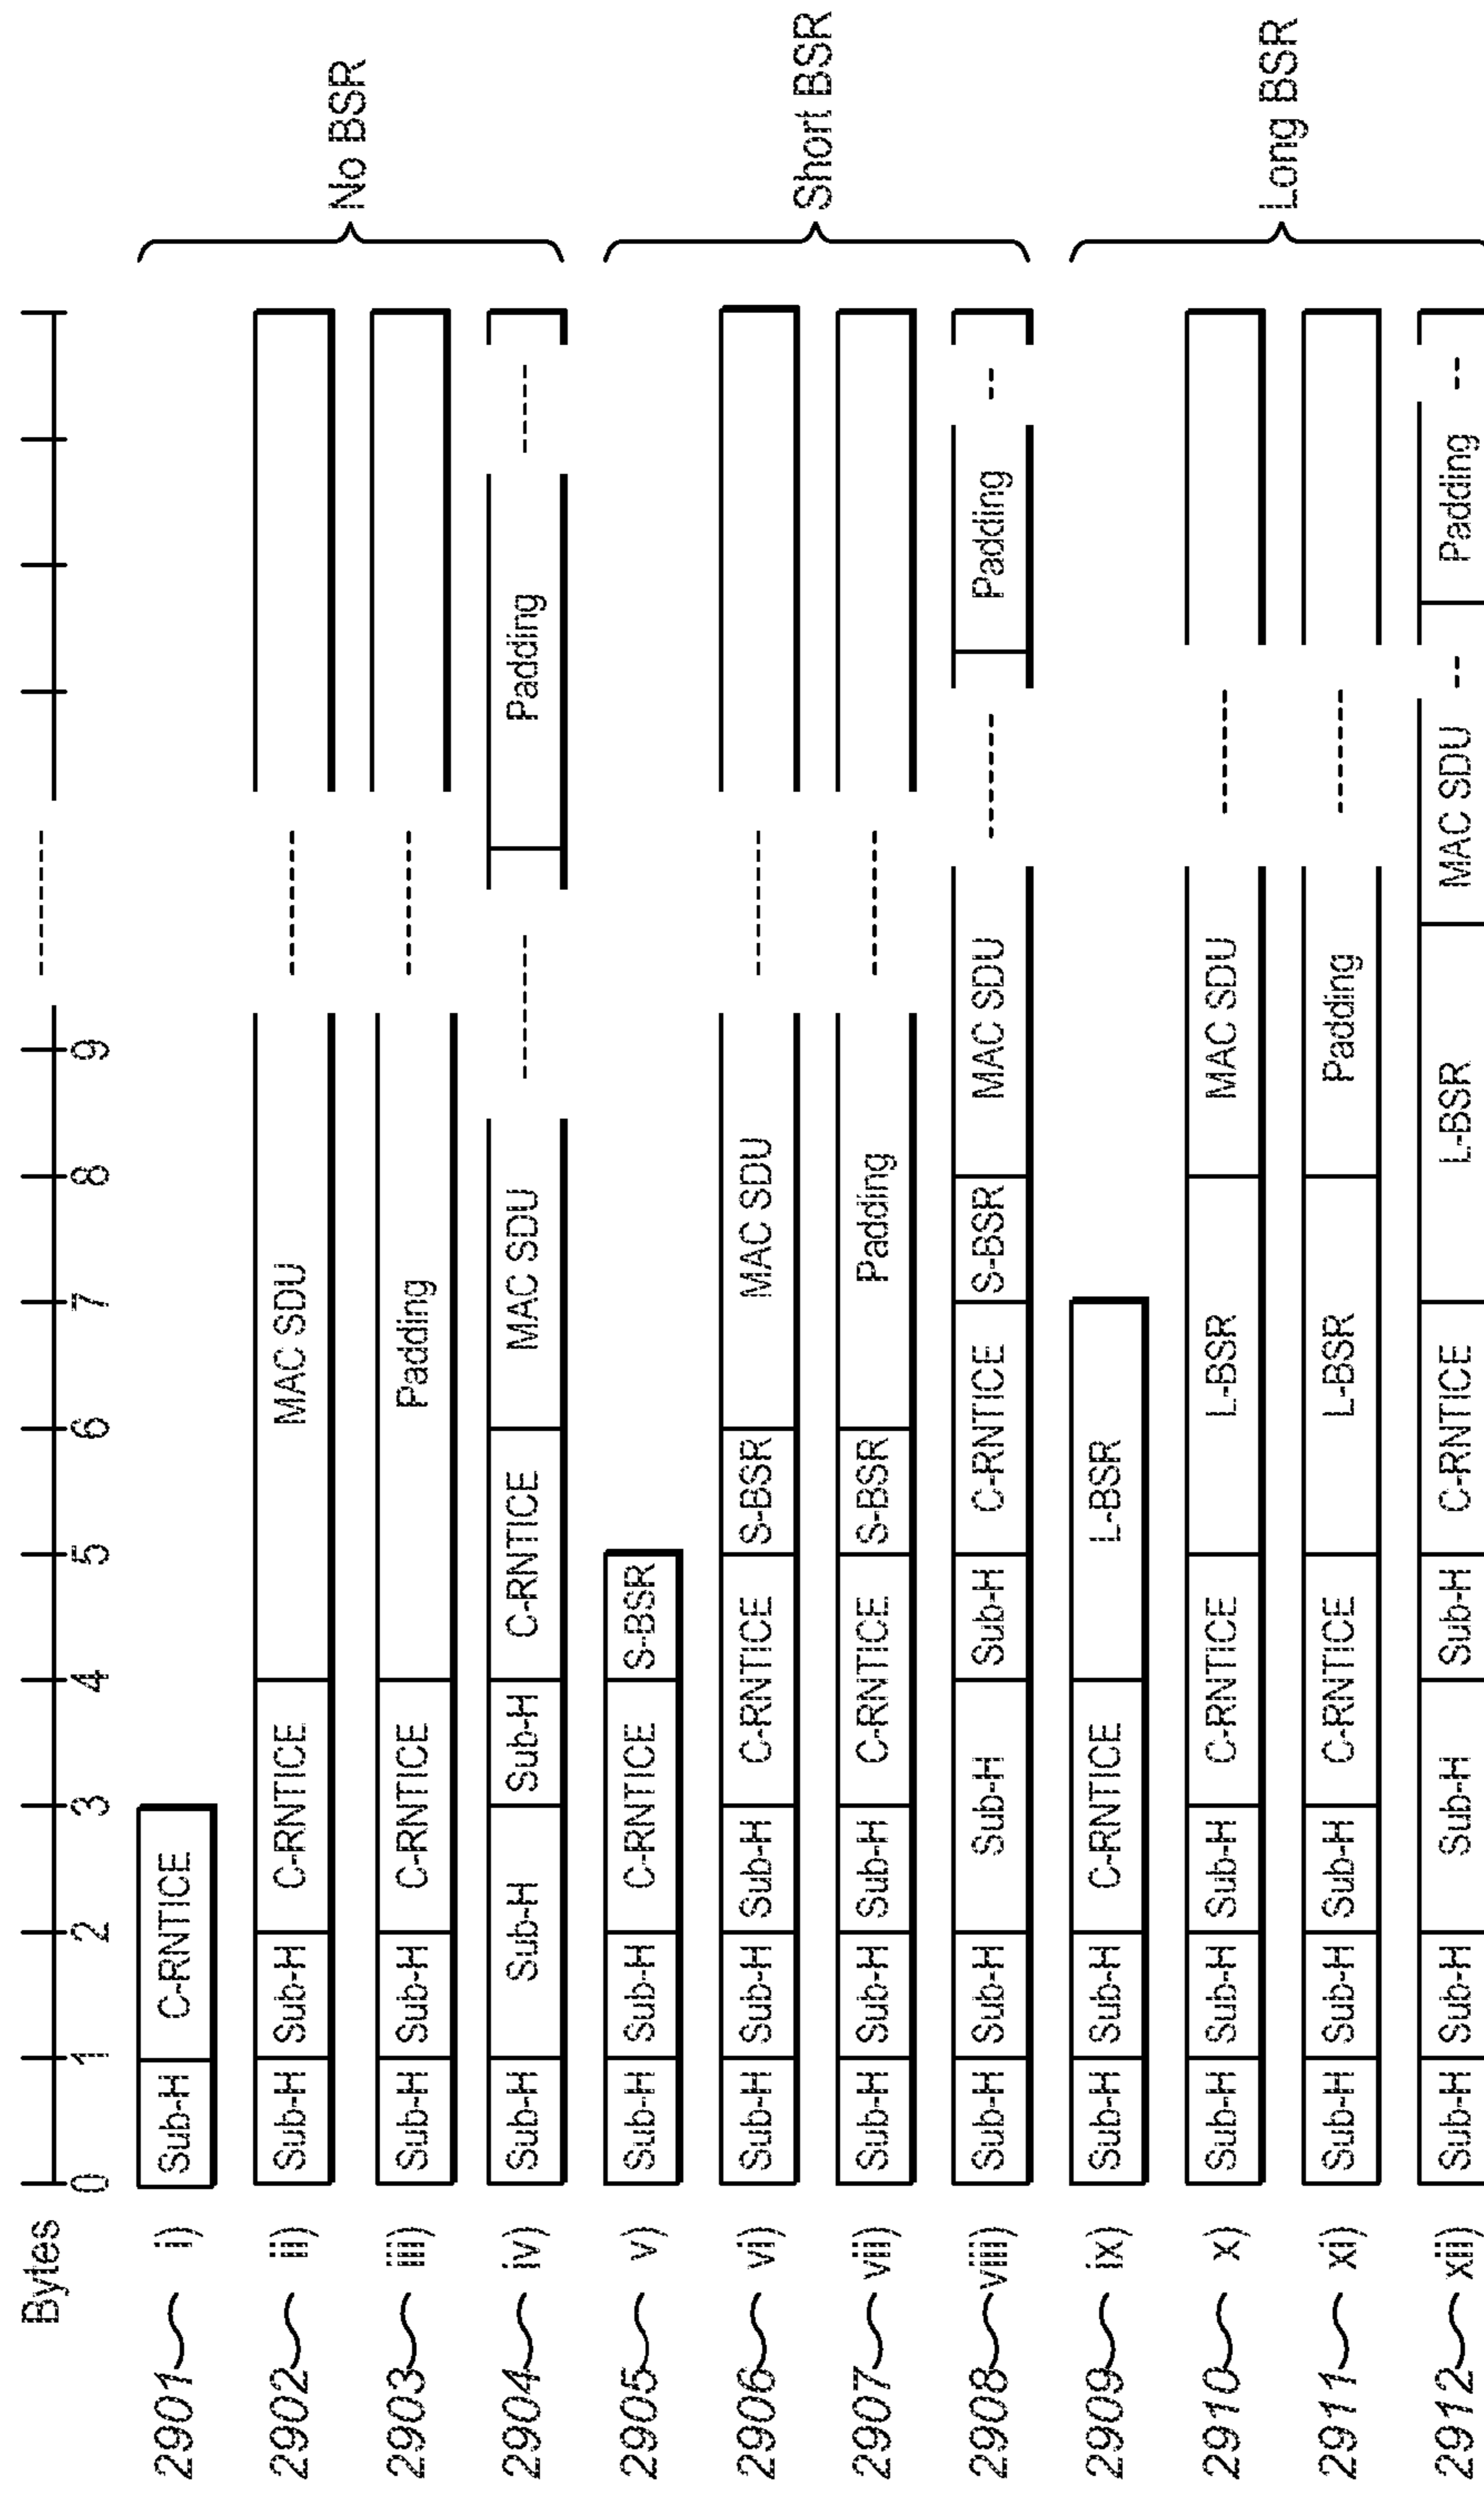 Bytes
0 1 2 3 4 5 6 7 8 9
2901 i) Sub-H C-RNTICE
2902 ii) Sub-H Sub-H C-RNTICE MAC SDU
2903 iii) Sub-H Sub-H C-RNTICE Padding
2904 iv) Sub-H Sub-H Sub-H C-RNTICE MAC SDU Padding
No BSR
2905 v) Sub-H Sub-H C-RNTICE S-BSR
2906 vi) Sub-H Sub-H Sub-H C-RNTICE S-BSR MAC SDU
2907 vii) Sub-H Sub-H Sub-H C-RNTICE S-BSR Padding
2908 viii) Sub-H Sub-H Sub-H Sub-H C-RNTICE S-BSR MAC SDU Padding
Short BSR
2909 ix) Sub-H Sub-H C-RNTICE L-BSR
2910 x) Sub-H Sub-H Sub-H C-RNTICE L-BSR MAC SDU
2911 xi) Sub-H Sub-H Sub-H C-RNTICE L-BSR Padding
2912 xii) Sub-H Sub-H Sub-H Sub-H C-RNTICE L-BSR MAC SDU Padding
Long BSR